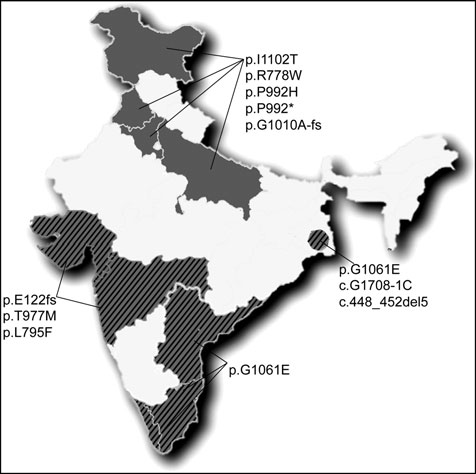 p.I1102T
p.R778W
p.P992H
p.P992*
p.G1010A-fs
p.G1061E
c.G1708-1C
c.448_452del5
p.E122fs
p.T977M
p.L795F
p.G1061E